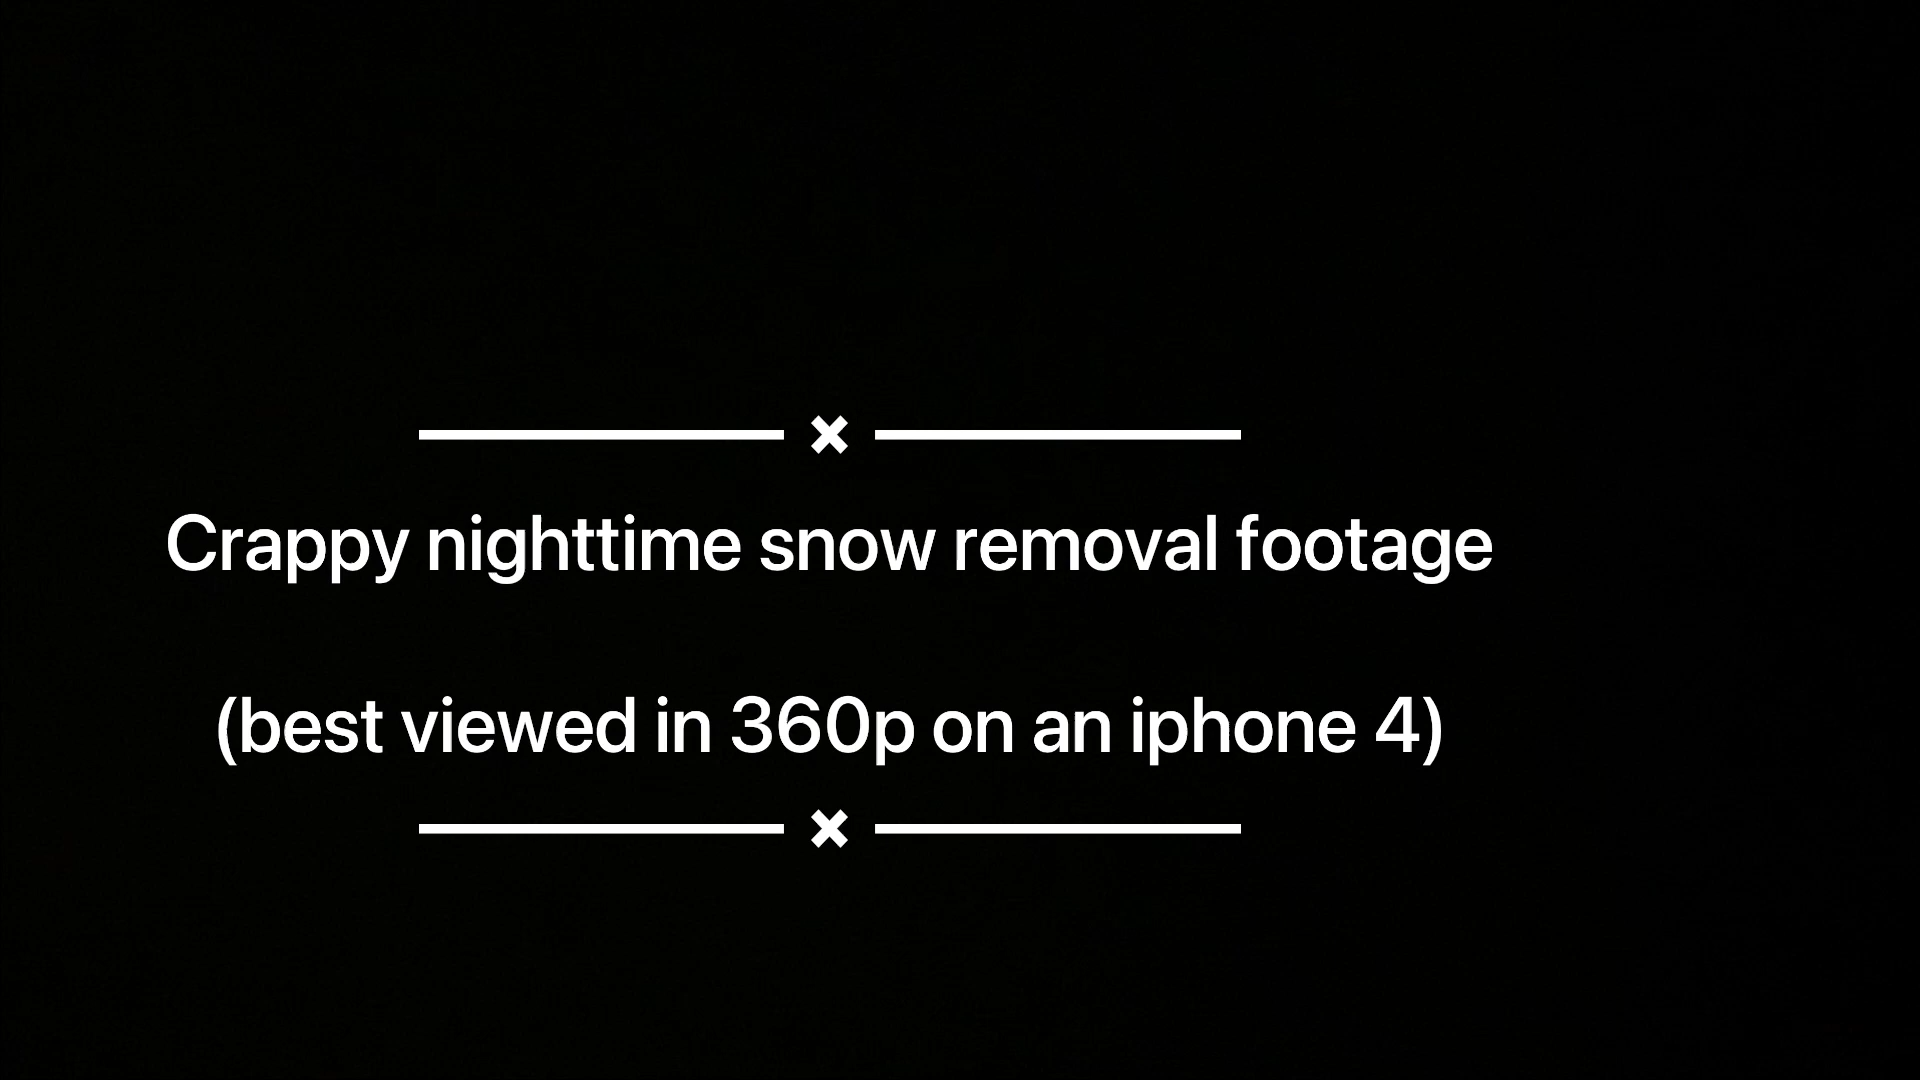 Crappy nighttime snow removal footage
(best viewed in 360p on an iphone 4)